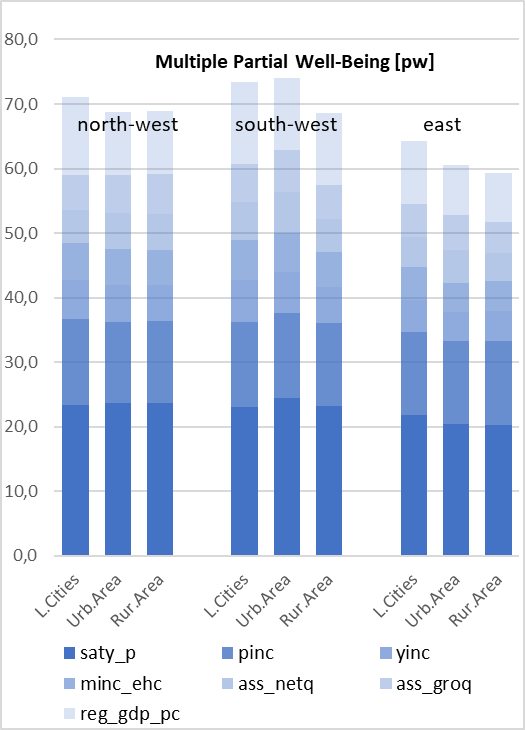 80,0
Multiple Partial Well-Being [pw]
70,0
north-west south-west east
60,0
50,0
40,0
30,0
20,0
10,0
0,0
L.Cities Urb.Area Rur.Area L.Cities Urb.Area Rur.Area L.Cities Urb.Area Rur.Area
saty_p pinc yinc
minc_ehc ass_netq ass_groq
reg_gdp_pc